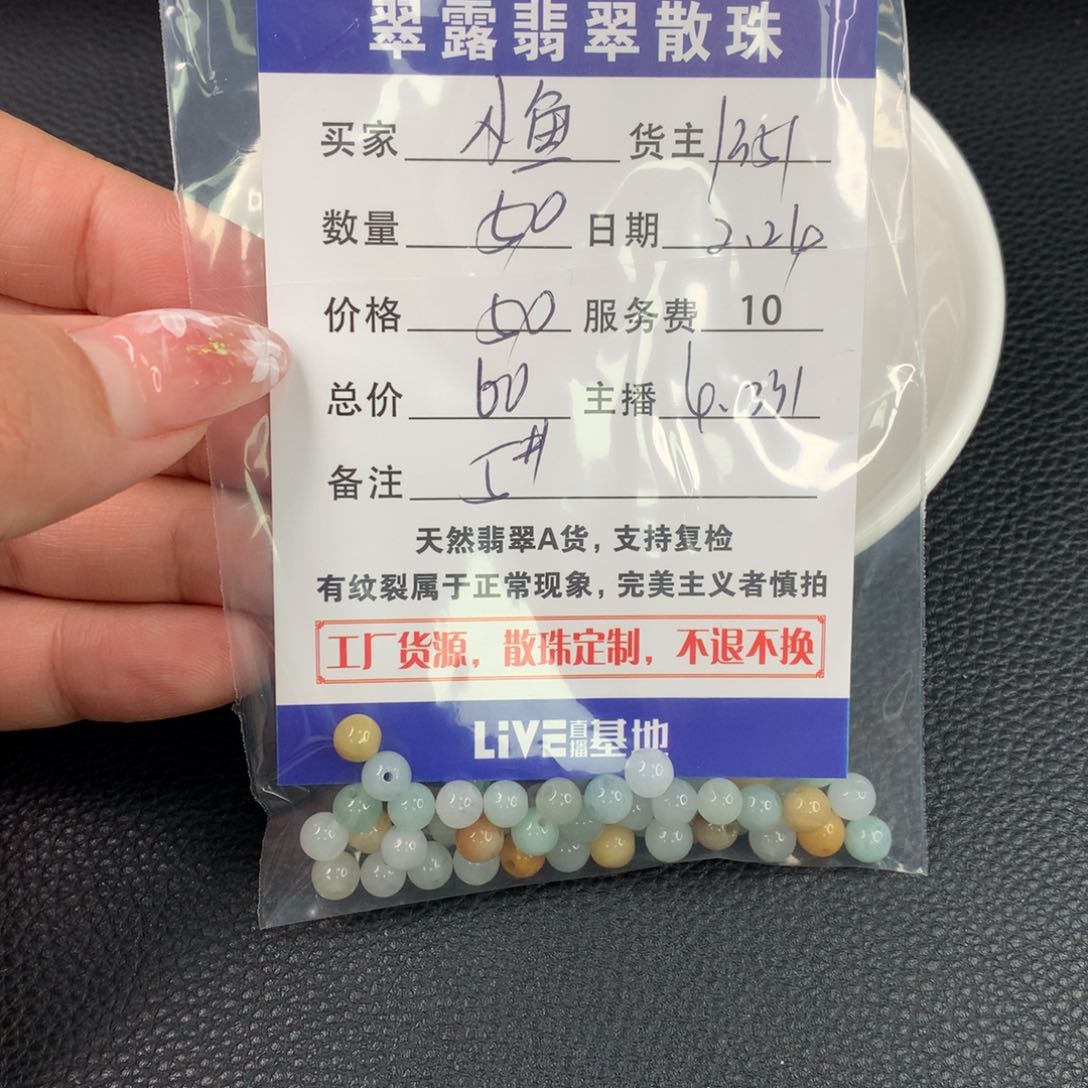 翠露翡翠散珠
买家 小鱼 货主 1351
数量 50 日期 2.26
价格 50 服务费 10
总价 60 主播
备注
天然翡翠A货，支持复检
有纹裂属于正常现象，完美主义者慎拍
工厂货源，散珠定制，不退不换
LiVE直播基地